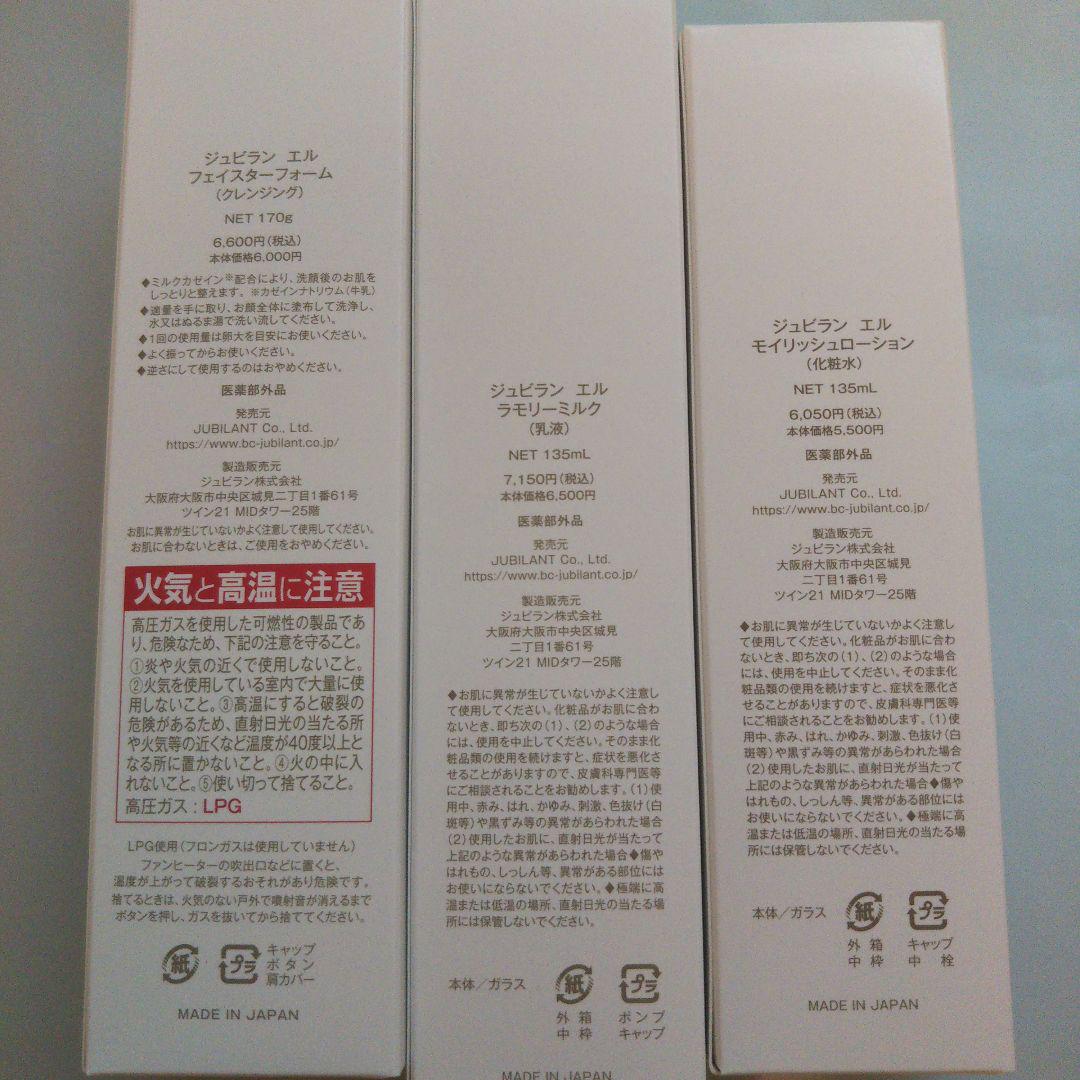 ジュビラン エル
フェイスターフォーム
(クレンジング)
NET 170g
6,600円(税込)
本体価格6,000円
◆ミルクカゼイン※配合により、洗顔後のお肌を
しっとりと整えます。 ※カゼインナトリウム(牛乳)
◆適量を手に取り、お顔全体に塗布して洗浄し、
水又はぬるま湯で洗い流してください。
◆1回の使用量は卵大を目安にお使いください。
◆よく振ってからお使いください。
◆逆さにして使用するのはおやめください。
医薬部外品
発売元
JUBILANT Co., Ltd.
https://www.bc-jubilant.co.jp/
製造販売元
ジュビラン株式会社
大阪府大阪市中央区城見二丁目1番61号
ツイン21 MIDタワー25階
お肌に異常が生じていないかよく注意して使用してください。
お肌に合わないときは、ご使用をおやめください。
火気と高温に注意
高圧ガスを使用した可燃性の製品であ
り、危険なため、下記の注意を守ること。
①炎や火気の近くで使用しないこと。
②火気を使用している室内で大量に使
用しないこと。③高温にすると破裂の
危険があるため、直射日光の当たる所
や火気等の近くなど温度が40度以上と
なる所に置かないこと。④火の中に入
れないこと。⑤使い切って捨てること。
高圧ガス:LPG
LPG使用(フロンガスは使用していません)
ファンヒーターの吹出口などに置くと、
温度が上がって破裂するおそれがあり危険です。
捨てるときは、火気のない戸外で噴射音が消えるまで
ボタンを押し、ガスを抜いてから捨ててください。
紙
プラ
キャップ
ボタン
肩カバー
MADE IN JAPAN
ジュビラン エル
ラモリーミルク
(乳液)
NET 135mL
7,150円(税込)
本体価格6,500円
医薬部外品
発売元
JUBILANT Co., Ltd.
https://www.bc-jubilant.co.jp/
製造販売元
ジュビラン株式会社
大阪府大阪市中央区城見
二丁目1番61号
ツイン21 MIDタワー25階
◆お肌に異常が生じていないかよく注意し
て使用してください。化粧品がお肌に合わ
ないとき、即ち次の(1)、(2)のような場合
には、使用を中止してください。そのまま化
粧品類の使用を続けますと、症状を悪化さ
せることがありますので、皮膚科専門医等
にご相談されることをお勧めします。(1)使
用中、赤み、はれ、かゆみ、刺激、色抜け(白
斑等)や黒ずみ等の異常があらわれた場合
(2)使用したお肌に、直射日光が当たって
上記のような異常があらわれた場合◆傷や
はれもの、しっしん等、異常がある部位には
お使いにならないでください。◆極端に高
温または低温の場所、直射日光の当たる場
所には保管しないでください。
本体/ガラス
紙
プラ
外箱
中枠
ポンプ
キャップ
MADE IN JAPAN
ジュビラン エル
モイリッシュローション
(化粧水)
NET 135mL
6,050円(税込)
本体価格5,500円
医薬部外品
発売元
JUBILANT Co., Ltd.
https://www.bc-jubilant.co.jp/
製造販売元
ジュビラン株式会社
大阪府大阪市中央区城見
二丁目1番61号
ツイン21 MIDタワー25階
◆お肌に異常が生じていないかよく注意し
て使用してください。化粧品がお肌に合わ
ないとき、即ち次の(1)、(2)のような場合
には、使用を中止してください。そのまま化
粧品類の使用を続けますと、症状を悪化さ
せることがありますので、皮膚科専門医等
にご相談されることをお勧めします。(1)使
用中、赤み、はれ、かゆみ、刺激、色抜け(白
斑等)や黒ずみ等の異常があらわれた場合
(2)使用したお肌に、直射日光が当たって
上記のような異常があらわれた場合◆傷や
はれもの、しっしん等、異常がある部位には
お使いにならないでください。◆極端に高
温または低温の場所、直射日光の当たる場
所には保管しないでください。
本体/ガラス
紙
プラ
外箱
中枠
キャップ
中栓
MADE IN JAPAN